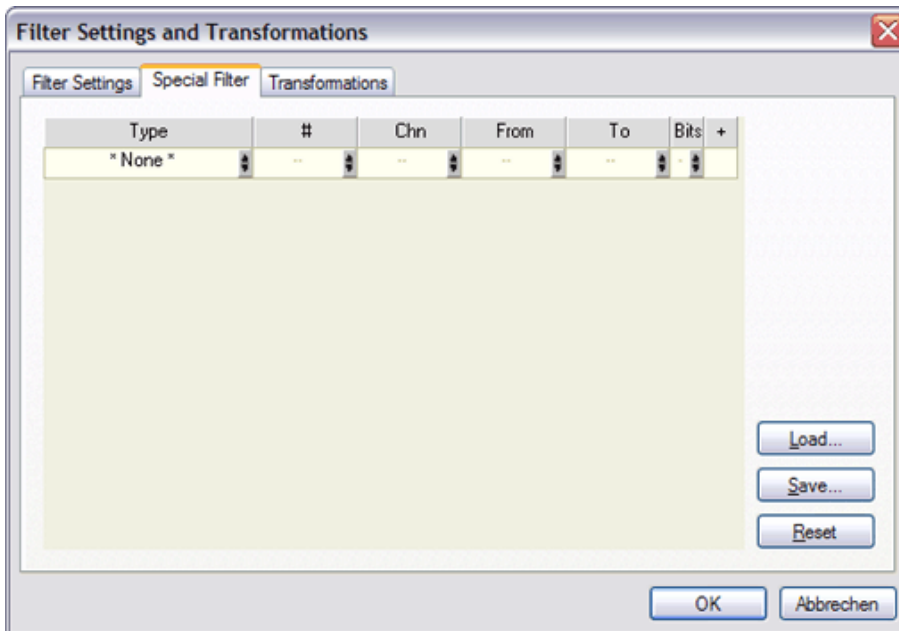 Filter Settings and Transformations
Filter Settings Special Filter Transformations
Type # Chn From To Bits +
* None * -- -- -- -- -
Load...
Save...
Reset
OK Abbrechen